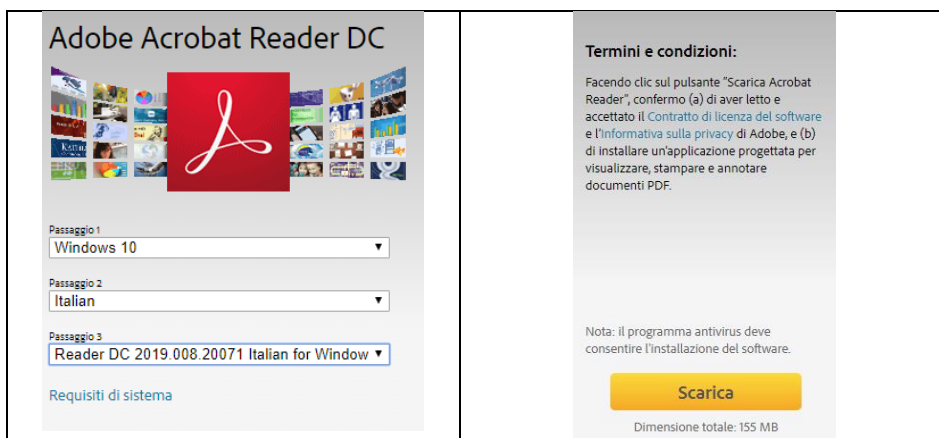 Adobe Acrobat Reader DC
Passaggio 1
Windows 10
Passaggio 2
Italian
Passaggio 3
Reader DC 2019.008.20071 Italian for Window
Requisiti di sistema
Termini e condizioni:
Facendo clic sul pulsante "Scarica Acrobat
Reader", confermo (a) di aver letto e
accettato il Contratto di licenza del software
e l'Informativa sulla privacy di Adobe, e (b)
di installare un'applicazione progettata per
visualizzare, stampare e annotare
documenti PDF.
Nota: il programma antivirus deve
consentire l'installazione del software.
Scarica
Dimensione totale: 155 MB